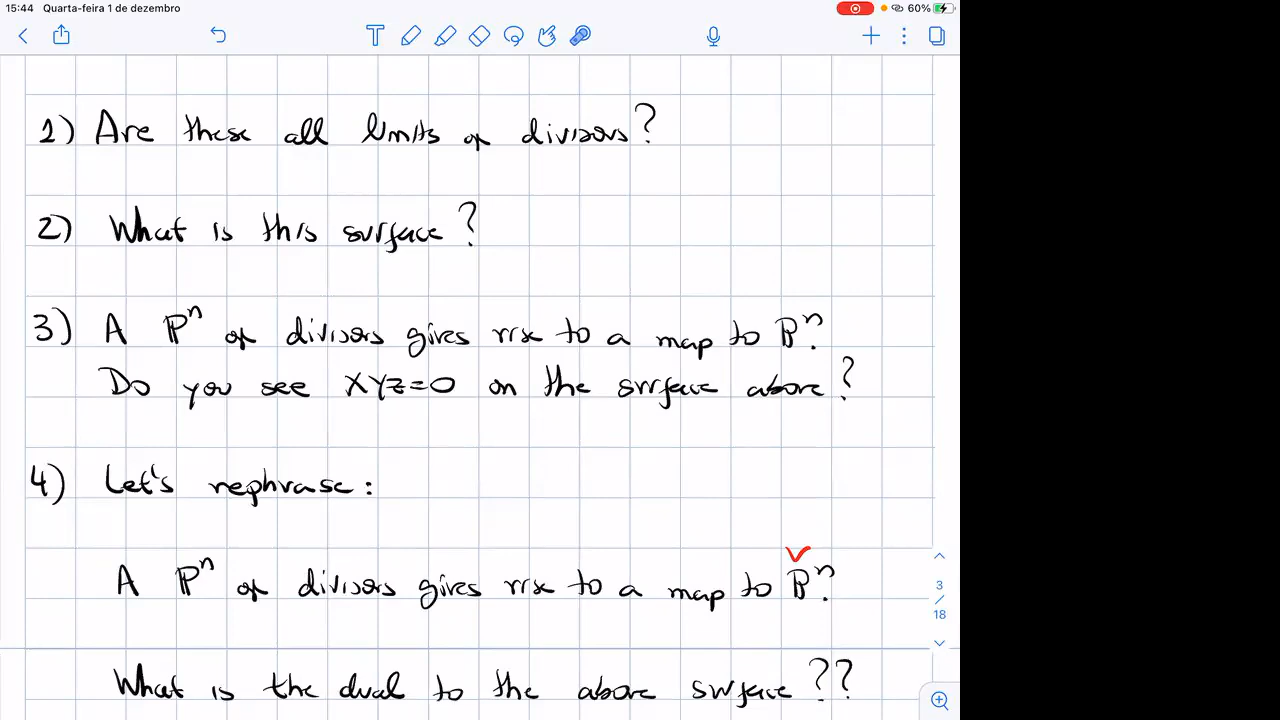 15:44 Quarta-feira 1 de dezembro
60%
1) Are these all limits of divisors?
2) What is this surface?
3) A ℙⁿ of divisors gives rise to a map to ℙⁿ.
Do you see XYZ=0 on the surface above?
4) Let's rephrase:
A ℙⁿ of divisors gives rise to a map to ℙ̌ⁿ.
3
/
18
What is the dual to the above surface??